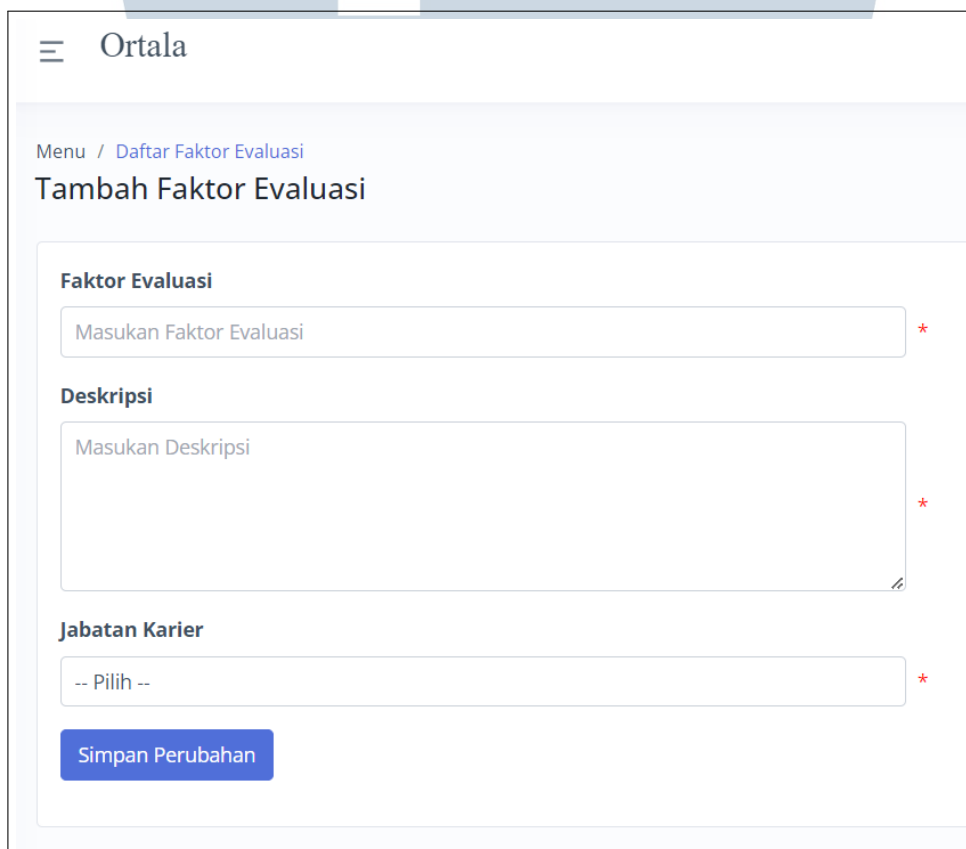 Ortala
Menu / Daftar Faktor Evaluasi
Tambah Faktor Evaluasi
Faktor Evaluasi
Masukan Faktor Evaluasi *
Deskripsi
Masukan Deskripsi
*
Jabatan Karier
-- Pilih -- *
Simpan Perubahan